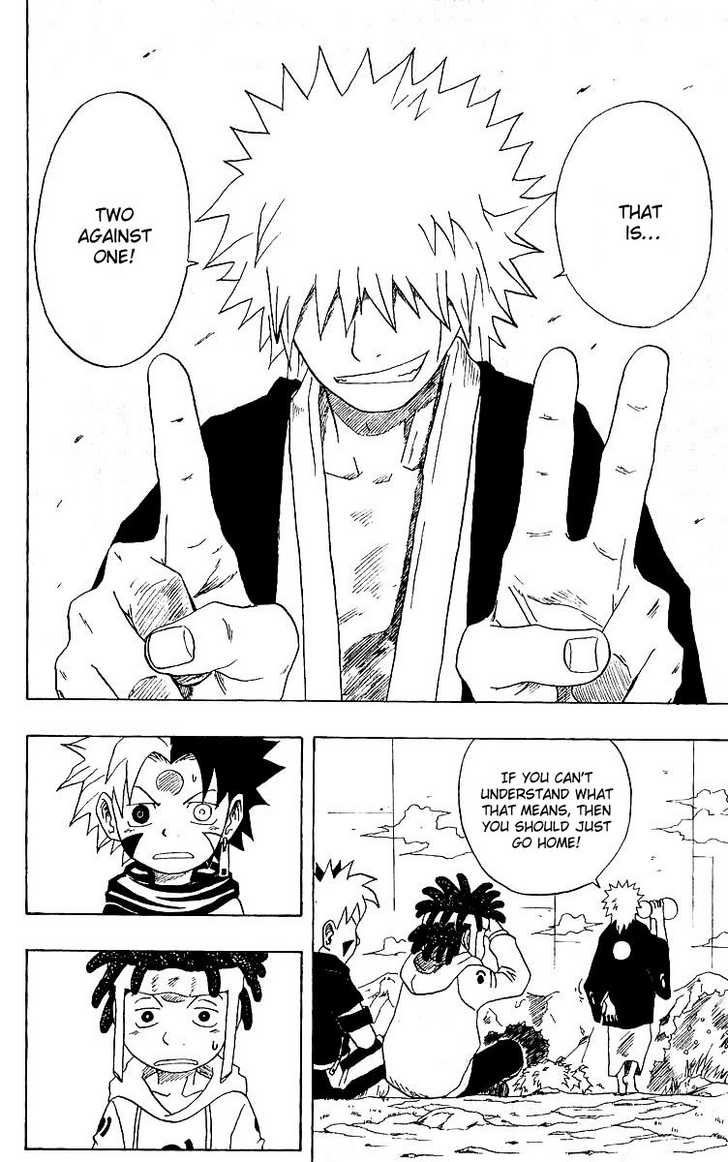 THAT
IS...
TWO
AGAINST
ONE!
IF YOU CAN'T
UNDERSTAND WHAT
THAT MEANS, THEN
YOU SHOULD JUST
GO HOME!